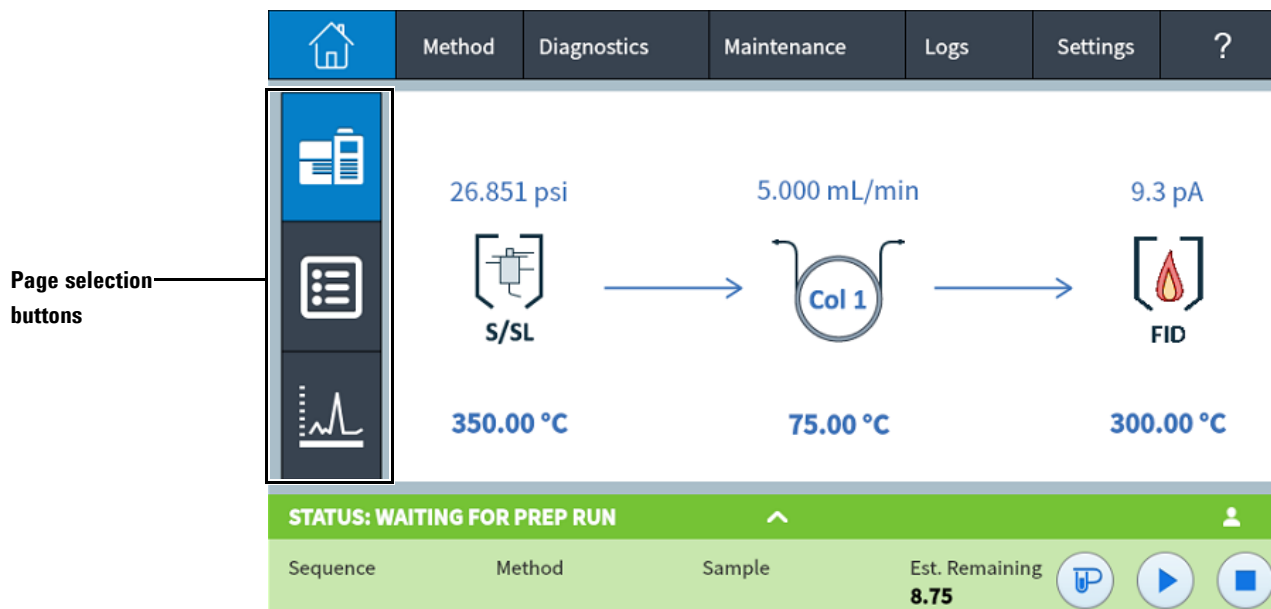 Method
Diagnostics
Maintenance
Logs
Settings
?
Page selection
buttons
26.851 psi
5.000 mL/min
9.3 pA
S/SL
Col 1
FID
350.00 °C
75.00 °C
300.00 °C
STATUS: WAITING FOR PREP RUN
Sequence
Method
Sample
Est. Remaining
8.75